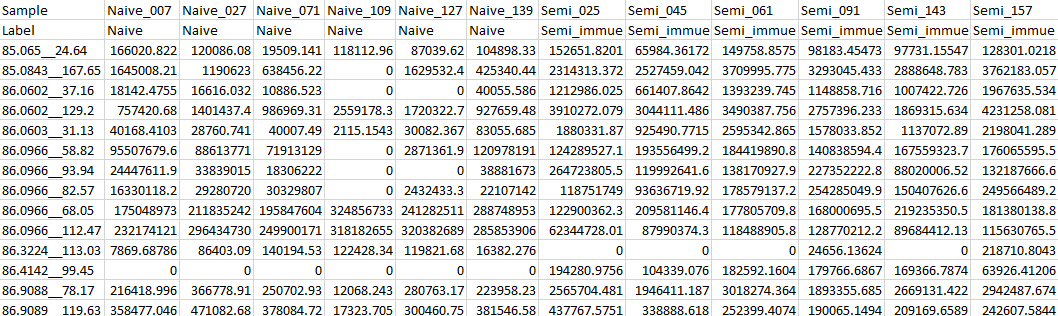 Sample Naive_007 Naive_027 Naive_071 Naive_109 Naive_127 Naive_139 Semi_025 Semi_045 Semi_061 Semi_091 Semi_143 Semi_157
Label Naive Naive Naive Naive Naive Naive Semi_immue Semi_immue Semi_immue Semi_immue Semi_immue Semi_immue
85.065__24.64 166020.822 120086.08 19509.141 118112.96 87039.62 104898.33 152651.8201 65984.36172 149758.8575 98183.45473 97731.15547 128301.0218
85.0843__167.65 1645008.21 1190623 638456.22 0 1629532.4 425340.44 2314313.372 2527459.042 3709995.775 3293045.433 2888648.783 3762183.057
86.0602__37.16 18142.4755 16616.032 10886.523 0 0 40055.586 1212986.025 661407.8642 1393239.745 1148858.716 1007422.726 1967635.534
86.0602__129.2 757420.68 1401437.4 986969.31 2559178.3 1720322.7 927659.48 3910272.079 3044111.486 3490387.756 2757396.233 1869315.634 4231258.081
86.0603__31.13 40168.4103 28760.741 40007.49 2115.1543 30082.367 83055.685 1880331.87 925490.7715 2595342.865 1578033.852 1137072.89 2198041.289
86.0966__58.82 95507679.6 88613771 71913129 0 2871361.9 120978191 124289527.1 193556499.2 184419890.8 140838594.4 167559323.7 176065595.5
86.0966__93.94 24447611.9 33839015 18306222 0 0 38881673 264723805.5 119992641.6 138170927.9 227352222.8 88020006.52 132187666.6
86.0966__82.57 16330118.2 29280720 30329807 0 2432433.3 22107142 118751749 93636719.92 178579137.2 254285049.9 150407626.6 249566489.2
86.0966__68.05 175048973 211835242 195847604 324856733 241282511 288748953 122900362.3 209581146.4 177805709.8 168000695.5 219235350.5 181380138.8
86.0966__112.47 232174121 296434730 249900171 318182655 320382689 285853906 62344728.01 87990374.3 118488905.8 128770212.2 89684412.13 115630765.5
86.3224__113.03 7869.68786 86403.09 140194.53 122428.34 119821.68 16382.276 0 0 0 24656.13624 0 218710.8043
86.4142__99.45 0 0 0 0 0 0 194280.9756 104339.076 182592.1604 179766.6867 169366.7874 63926.41206
86.9088__78.17 216418.996 366778.91 250702.93 12068.243 280763.17 223958.23 2565704.481 1946411.187 3018274.364 1893355.685 2669131.422 2942487.674
86.9089__119.63 358477.046 471082.68 378084.72 17323.705 300460.75 381546.58 437767.5751 338888.618 252399.4074 190065.1494 209169.6589 242607.5844